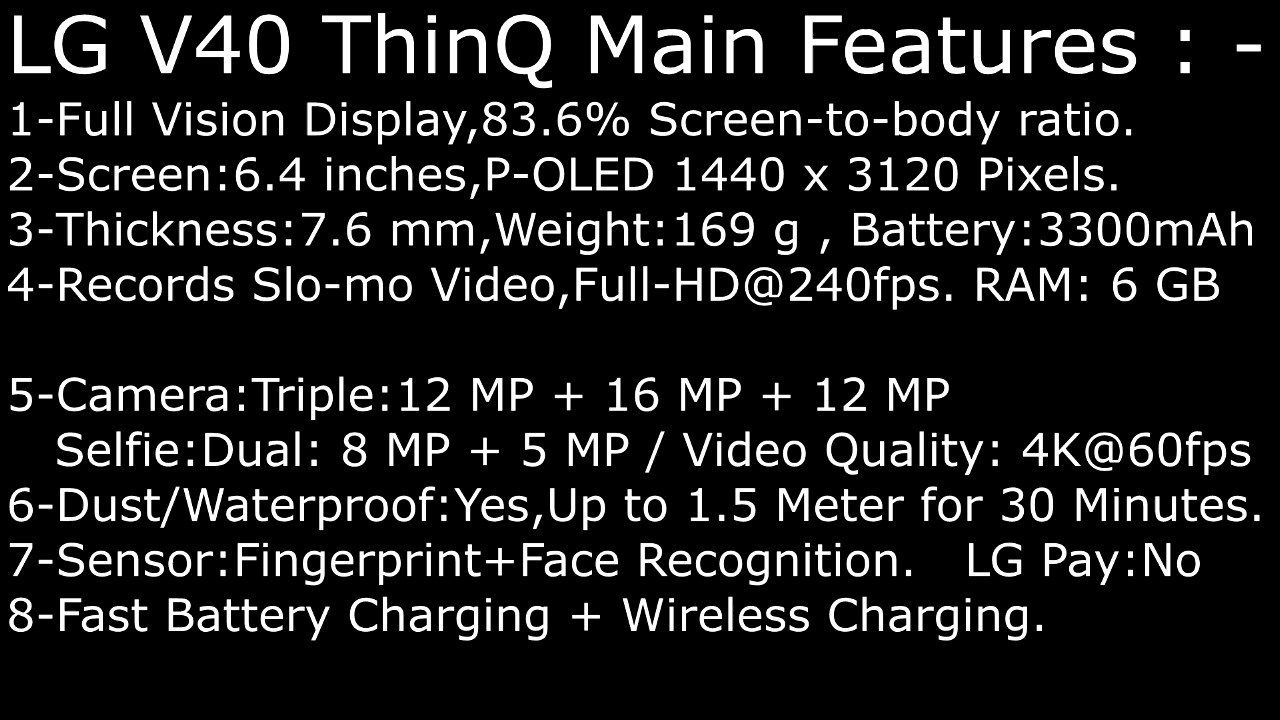 LG V40 ThinQ Main Features : -
1-Full Vision Display,83.6% Screen-to-body ratio.
2-Screen:6.4 inches,P-OLED 1440 x 3120 Pixels.
3-Thickness:7.6 mm,Weight:169 g , Battery:3300mAh
4-Records Slo-mo Video,Full-HD@240fps. RAM: 6 GB
5-Camera:Triple:12 MP + 16 MP + 12 MP
Selfie:Dual: 8 MP + 5 MP / Video Quality: 4K@60fps
6-Dust/Waterproof:Yes,Up to 1.5 Meter for 30 Minutes.
7-Sensor:Fingerprint+Face Recognition. LG Pay:No
8-Fast Battery Charging + Wireless Charging.